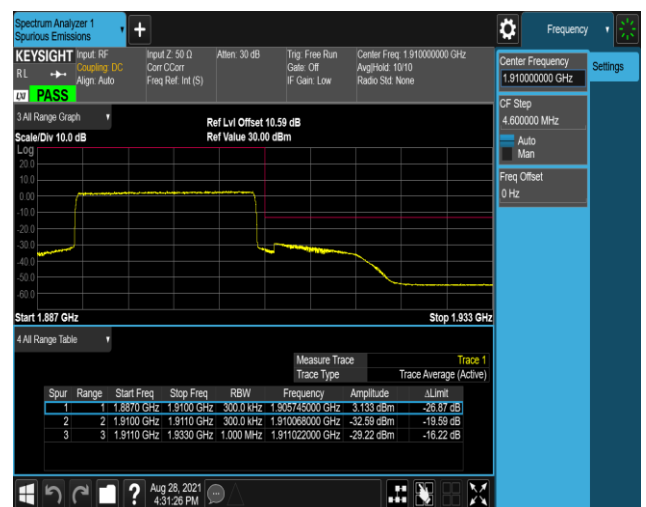 Spectrum Analyzer 1
Spurious Emissions
+
Frequency
KEYSIGHT Input: RF Input Z: 50 Ω Atten: 30 dB Trig: Free Run Center Freq: 1.910000000 GHz
RL Coupling: DC Corr CCorr Gate: Off Avg|Hold: 10/10
Align: Auto Freq Ref: Int (S) IF Gain: Low Radio Std: None
LXI PASS
Center Frequency
1.910000000 GHz
Settings
CF Step
4.600000 MHz
Auto
Man
Freq Offset
0 Hz
3 All Range Graph
Ref Lvl Offset 10.59 dB
Scale/Div 10.0 dB Ref Value 30.00 dBm
Log
20.0
10.0
0.00
-10.0
-20.0
-30.0
-40.0
-50.0
-60.0
Start 1.887 GHz Stop 1.933 GHz
4 All Range Table
Measure Trace Trace 1
Trace Type Trace Average (Active)
Spur Range Start Freq Stop Freq RBW Frequency Amplitude ΔLimit
1 1 1.8870 GHz 1.9100 GHz 300.0 kHz 1.905745000 GHz 3.133 dBm -26.87 dB
2 2 1.9100 GHz 1.9110 GHz 300.0 kHz 1.910068000 GHz -32.59 dBm -19.59 dB
3 3 1.9110 GHz 1.9330 GHz 1.000 MHz 1.911022000 GHz -29.22 dBm -16.22 dB
? Aug 28, 2021
4:31:26 PM